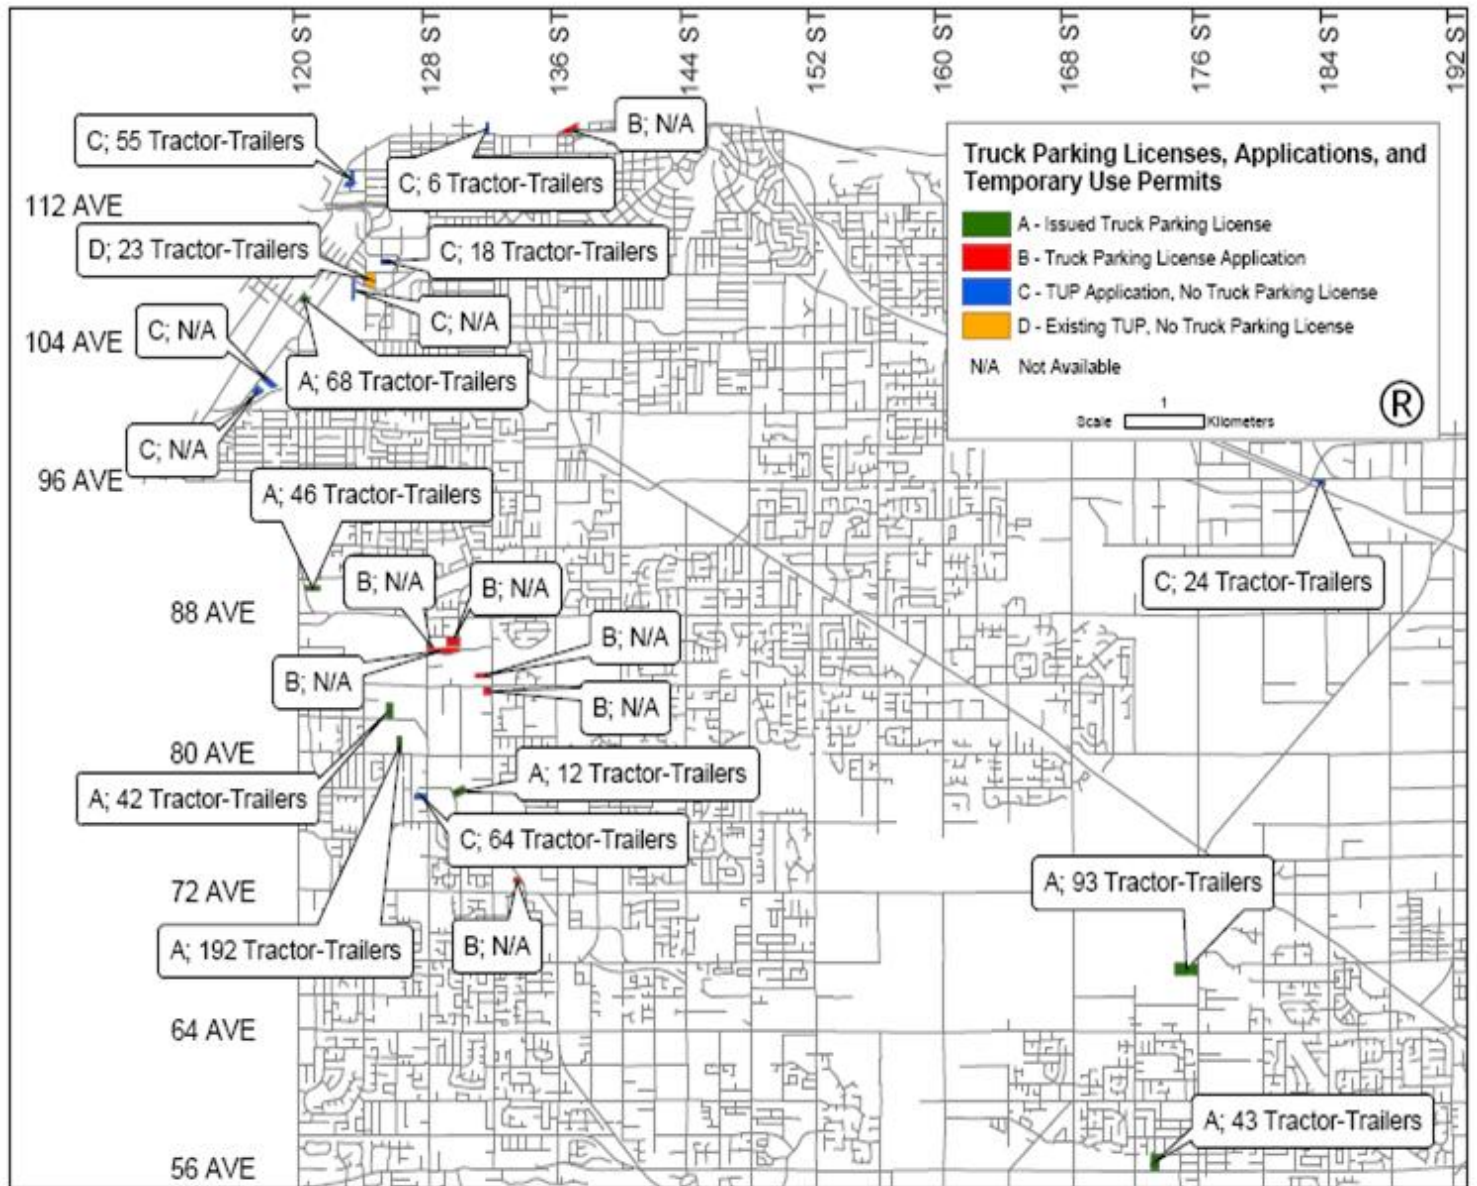 120 ST
128 ST
136 ST
144 ST
152 ST
160 ST
168 ST
176 ST
184 ST
192 ST
B; N/A
C; 55 Tractor-Trailers
C; 6 Tractor-Trailers
112 AVE
D; 23 Tractor-Trailers
C; 18 Tractor-Trailers
C; N/A
C; N/A
104 AVE
A; 68 Tractor-Trailers
C; N/A
96 AVE
A; 46 Tractor-Trailers
B; N/A
B; N/A
C; 24 Tractor-Trailers
88 AVE
B; N/A
B; N/A
B; N/A
80 AVE
A; 12 Tractor-Trailers
A; 42 Tractor-Trailers
C; 64 Tractor-Trailers
72 AVE
A; 93 Tractor-Trailers
A; 192 Tractor-Trailers
B; N/A
64 AVE
A; 43 Tractor-Trailers
56 AVE
Truck Parking Licenses, Applications, and
Temporary Use Permits
A - Issued Truck Parking License
B - Truck Parking License Application
C - TUP Application, No Truck Parking License
D - Existing TUP, No Truck Parking License
N/A Not Available
1
Scale Kilometers
®